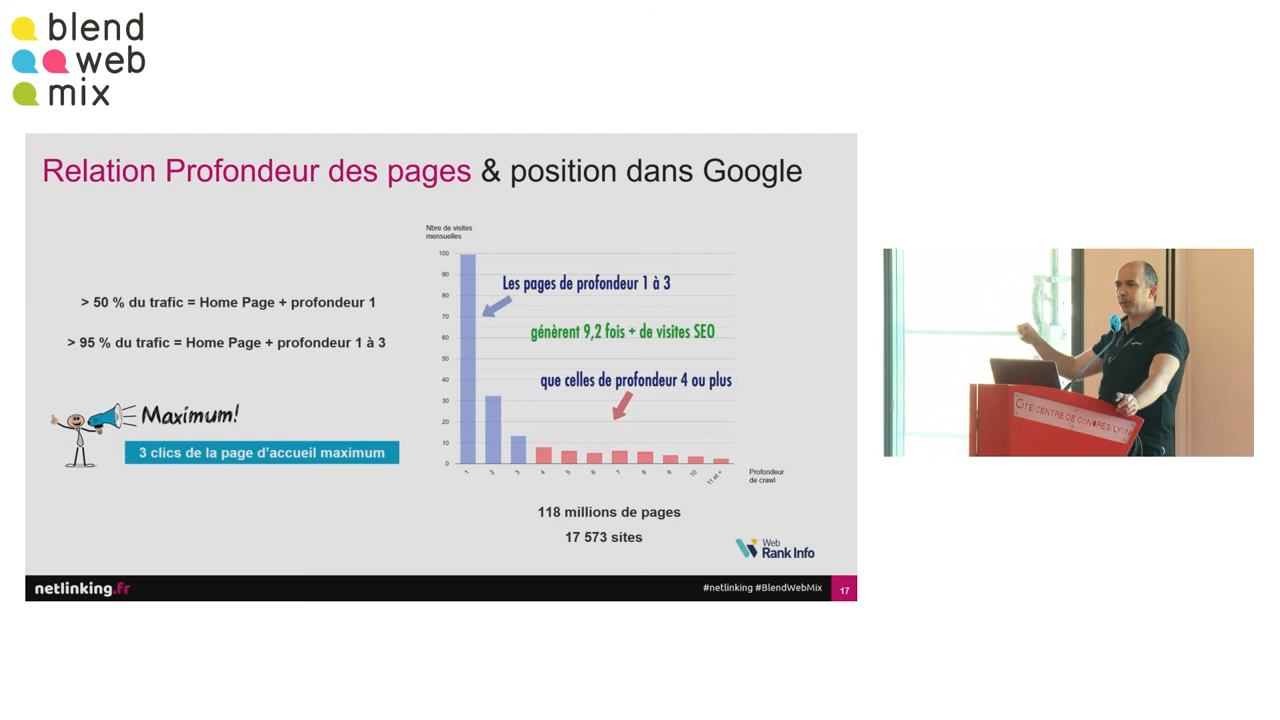 blend
web
mix
Relation Profondeur des pages & position dans Google
> 50 % du trafic = Home Page + profondeur 1
> 95 % du trafic = Home Page + profondeur 1 à 3
Maximum!
3 clics de la page d'accueil maximum
Nbre de visites
mensuelles
100
90
80
70
60
50
40
30
20
10
0
Les pages de profondeur 1 à 3
génèrent 9,2 fois + de visites SEO
que celles de profondeur 4 ou plus
1
2
3
4
5
6
7
8
9
10
11 et +
Profondeur
de crawl
118 millions de pages
17 573 sites
Web
Rank Info
netlinking.fr
#netlinking #BlendWebMix
17
CITÉ|CENTRE DE CONGRÈS|LYON